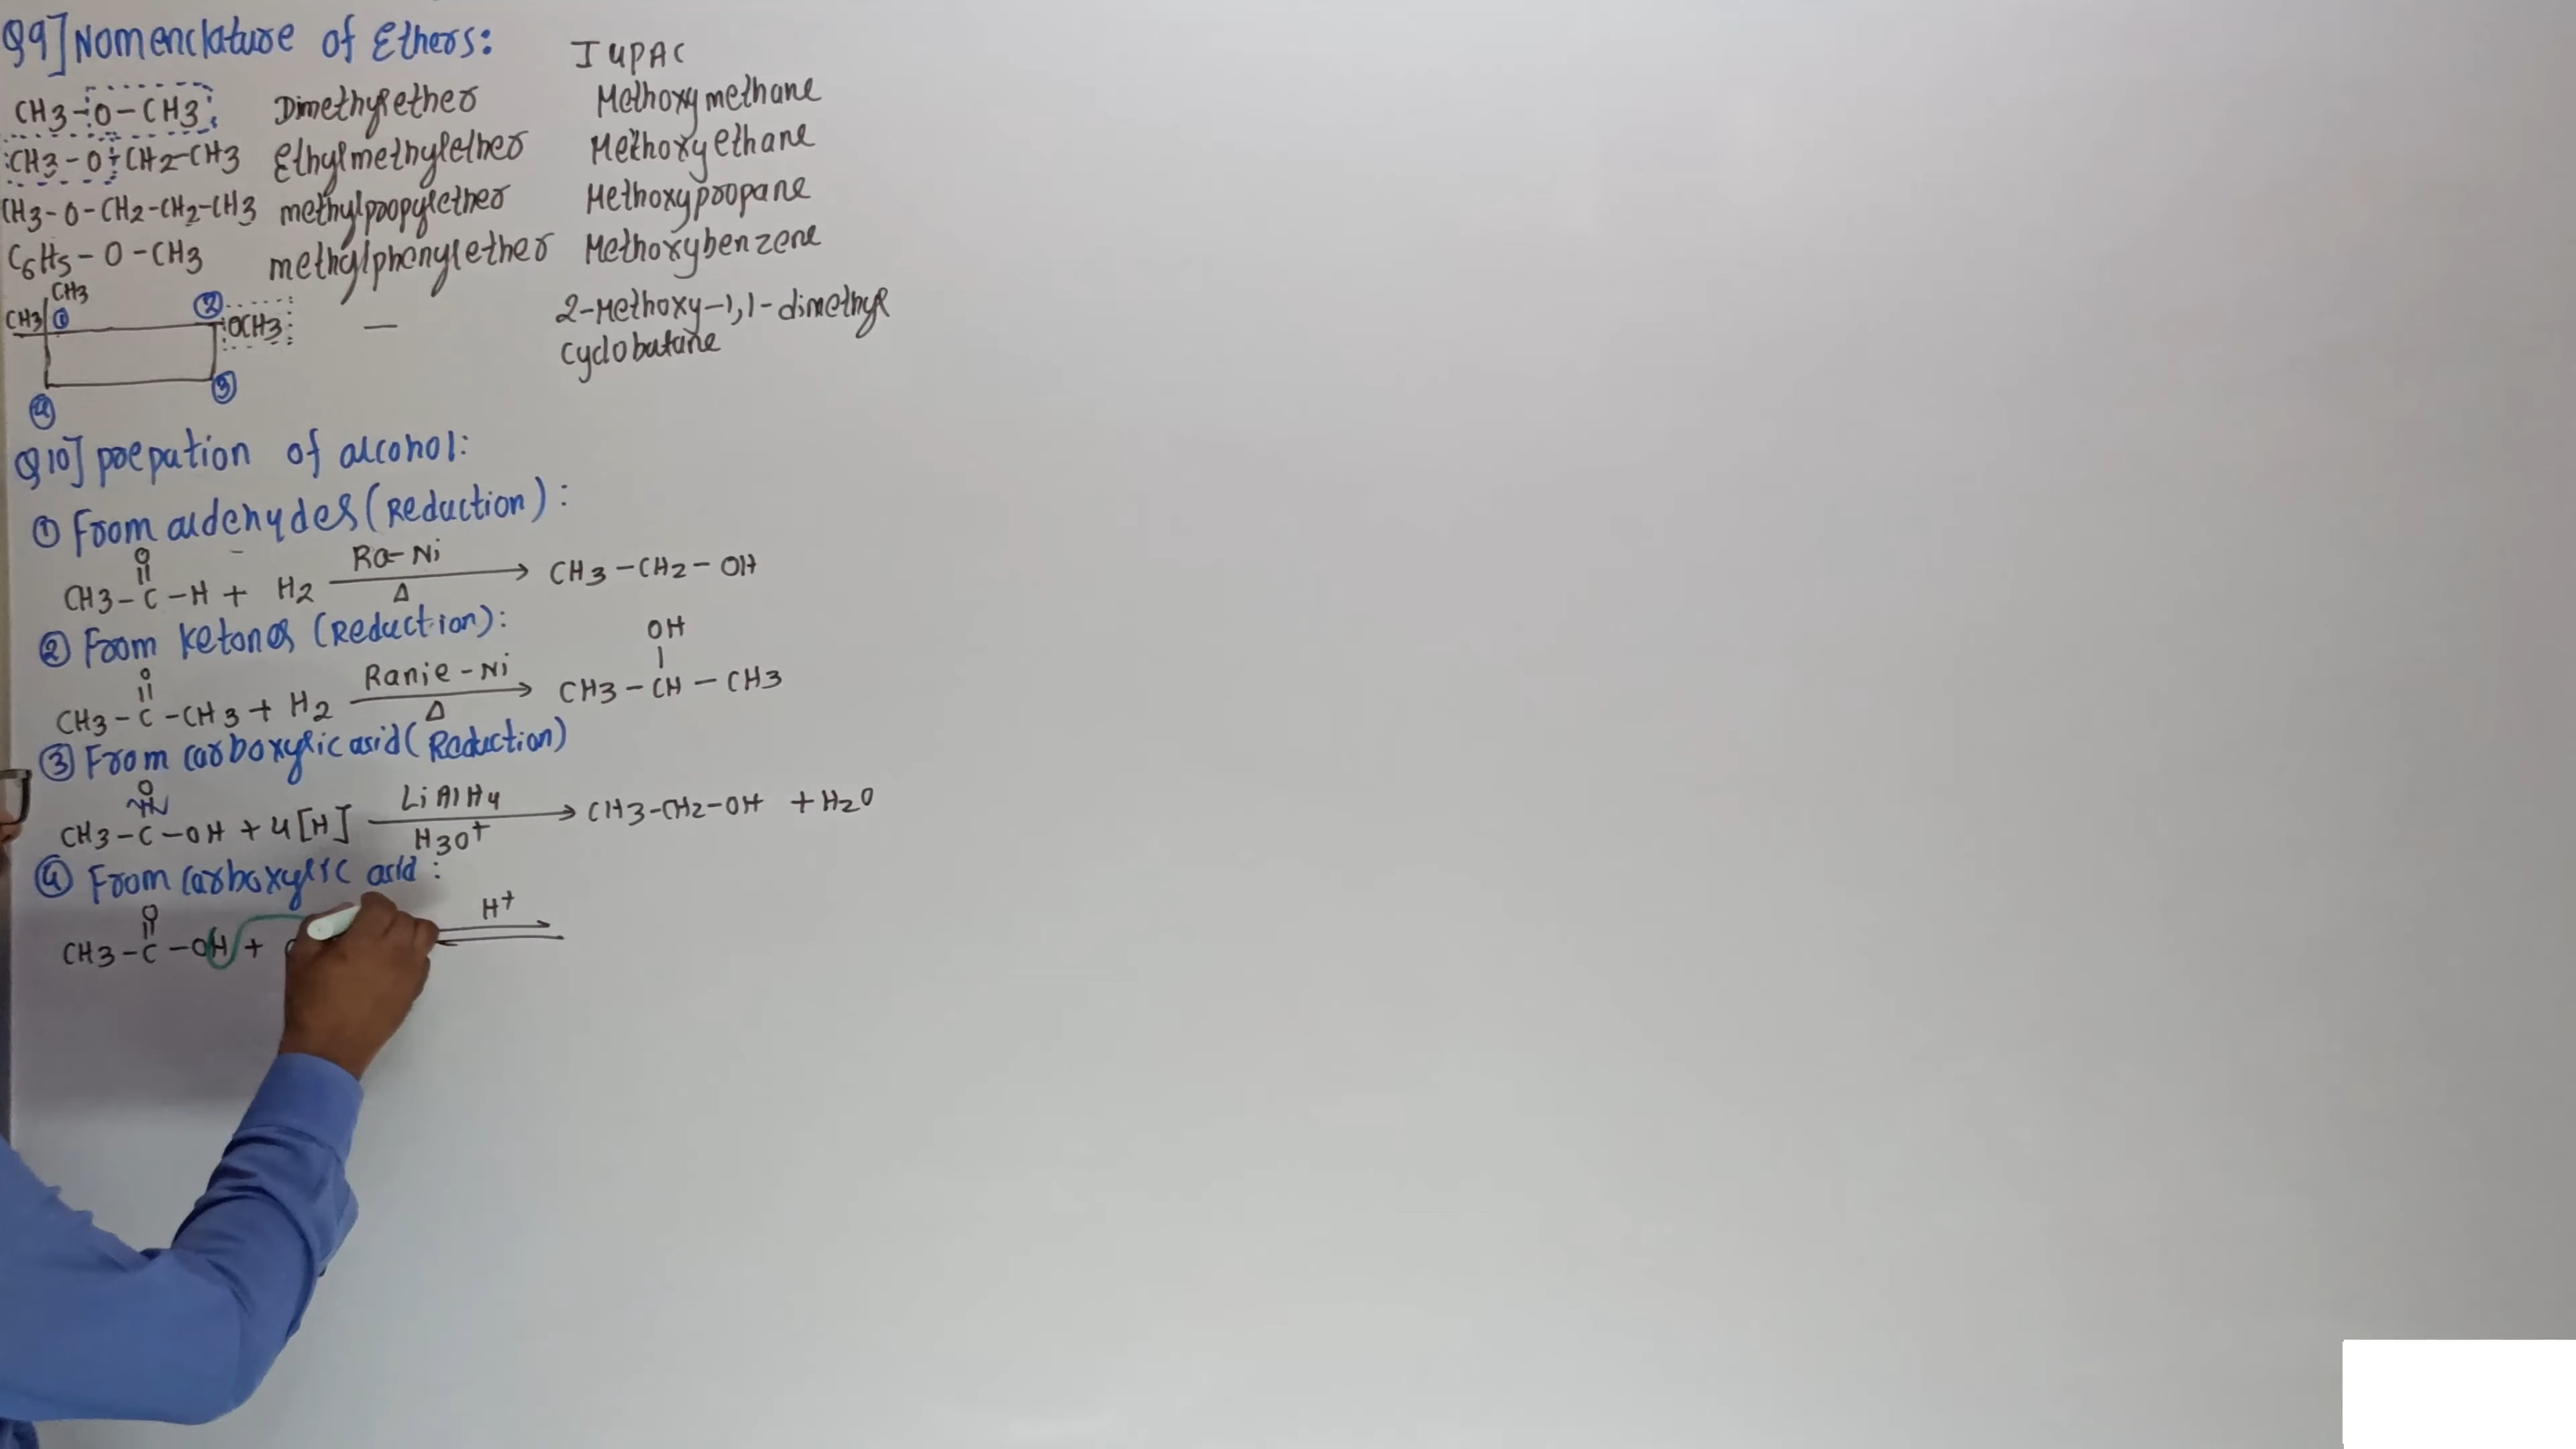 Q9] Nomenclature of Ethers:
IUPAC
CH3-O-CH3 Dimethylether Methoxymethane
CH3-O-CH2-CH3 Ethylmethylether Methoxyethane
CH3-O-CH2-CH2-CH3 methylpropylether Methoxypropane
C6H5-O-CH3 methylphenylether Methoxybenzene
CH3
CH3 ① ② OCH3 — 2-Methoxy-1,1-dimethyl
cyclobutane
③
④
Q10] prepation of alcohol:
① From aldehydes (Reduction):
O
CH3-C-H + H2 Ra-Ni Δ → CH3-CH2-OH
② From ketones (Reduction):
OH
O
CH3-C-CH3 + H2 Ranie-Ni Δ → CH3-CH-CH3
③ From carboxylic asid (Reduction)
O
CH3-C-OH + 4[H] LiAlH4 H3O+ → CH3-CH2-OH + H2O
④ From carboxylic acid:
O
CH3-C-OH + H+